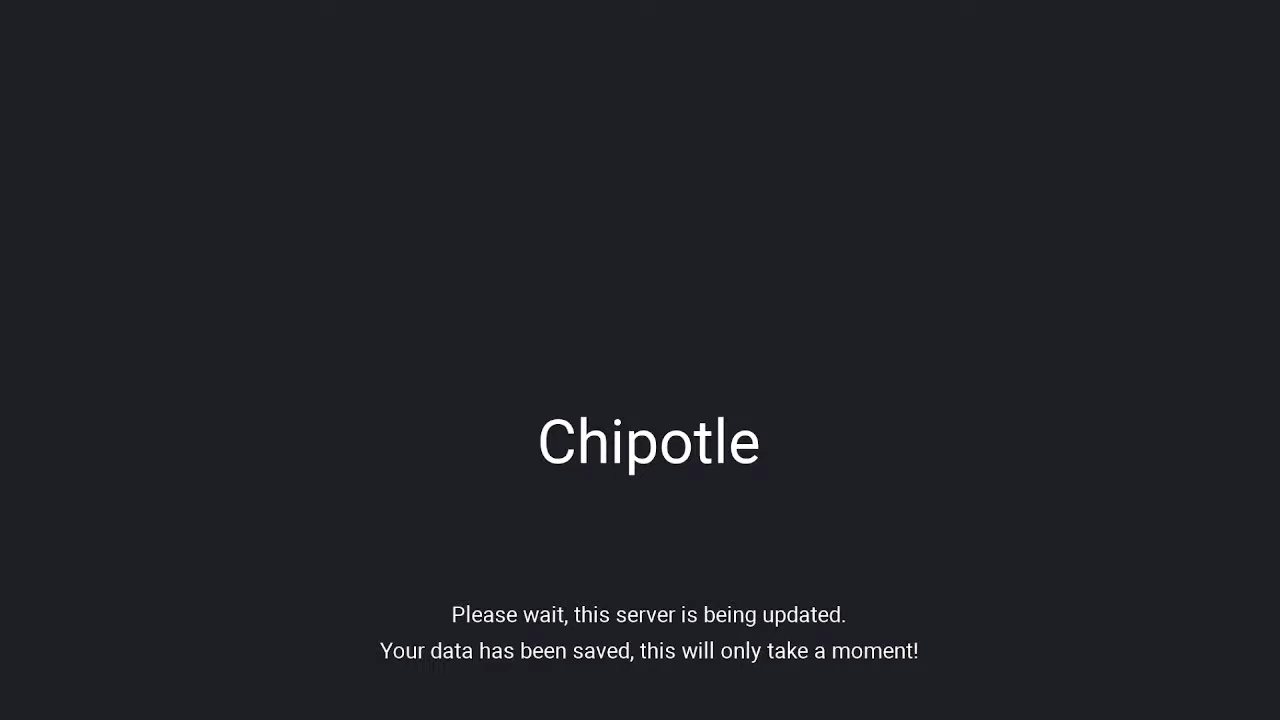 Chipotle
Please wait, this server is being updated.
Your data has been saved, this will only take a moment!